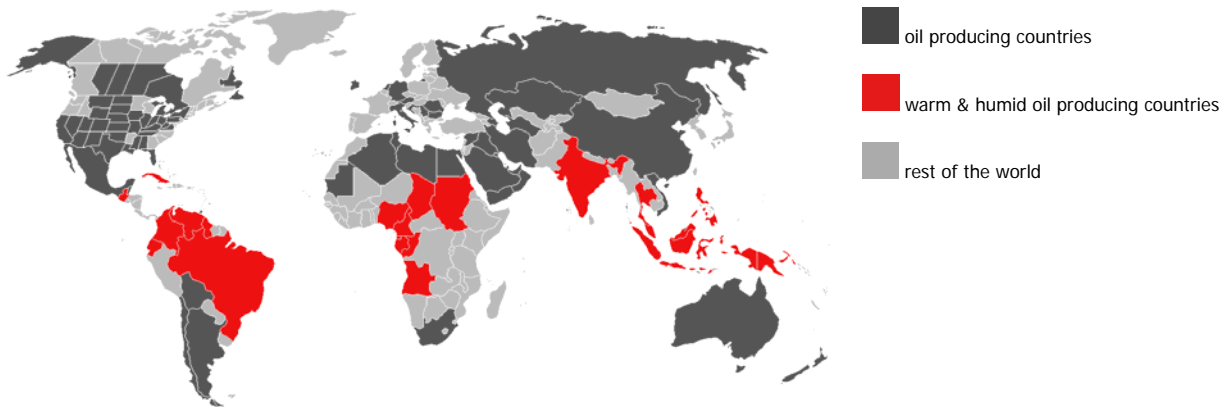 oil producing countries
warm & humid oil producing countries
rest of the world